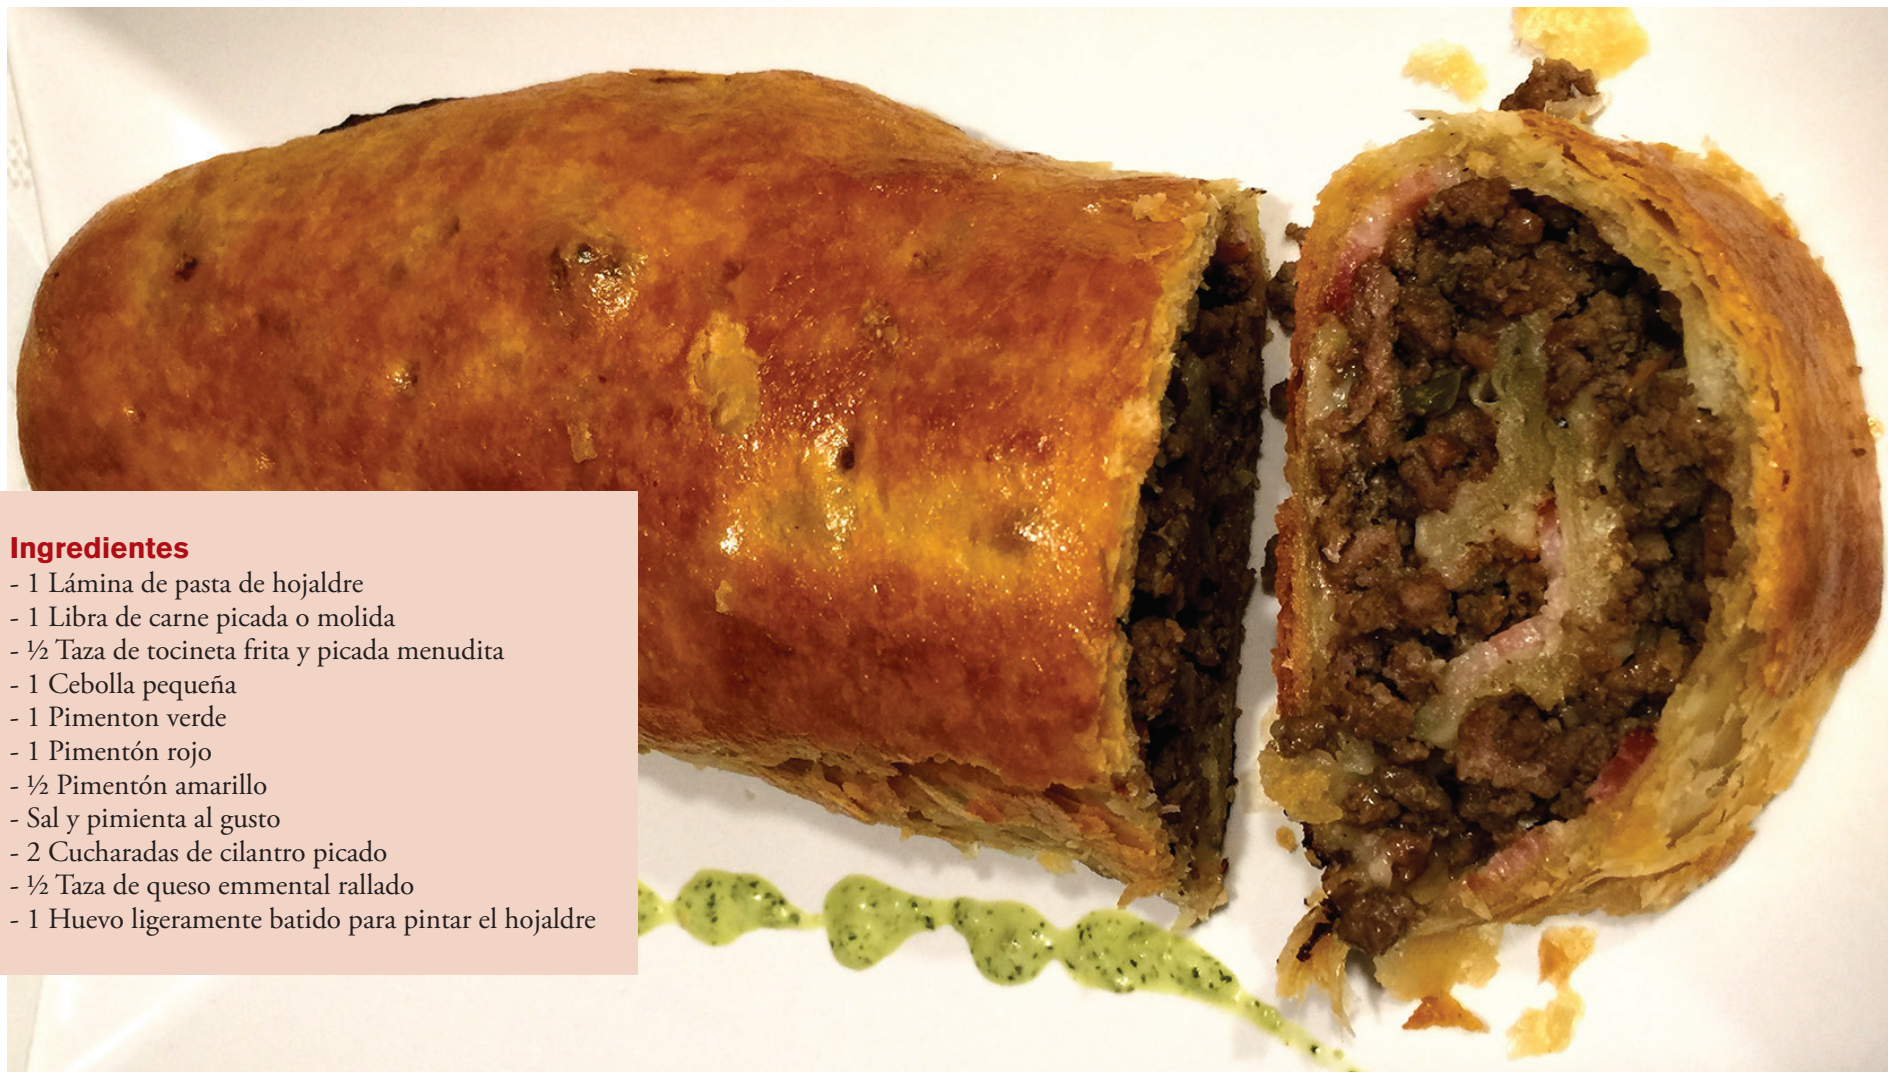 Ingredientes
- 1 Lámina de pasta de hojaldre
- 1 Libra de carne picada o molida
- ½ Taza de tocineta frita y picada menudita
- 1 Cebolla pequeña
- 1 Pimenton verde
- 1 Pimentón rojo
- ½ Pimentón amarillo
- Sal y pimienta al gusto
- 2 Cucharadas de cilantro picado
- ½ Taza de queso emmental rallado
- 1 Huevo ligeramente batido para pintar el hojaldre